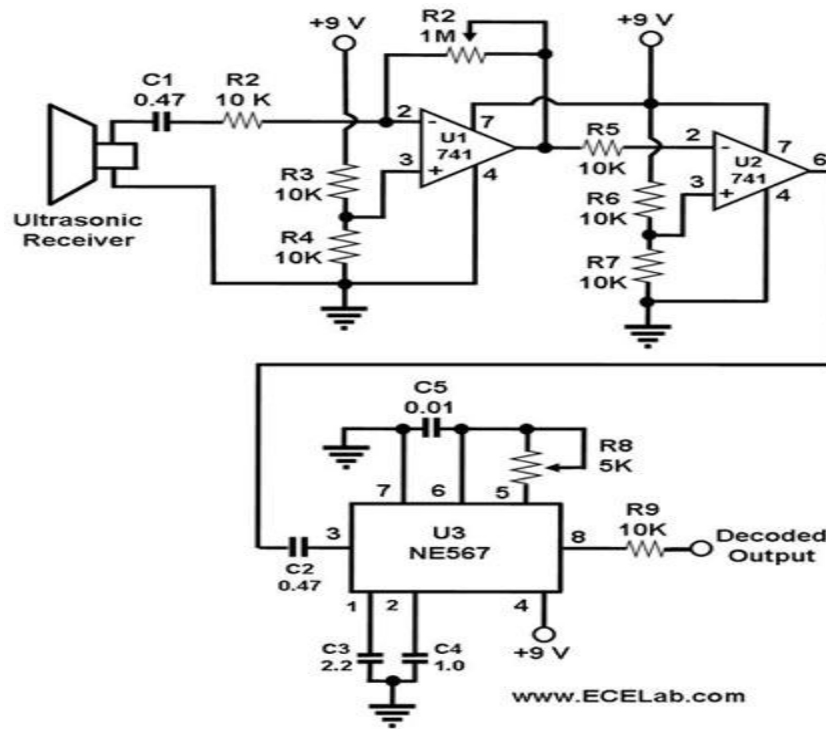 +9 V
R2
1M
+9 V
C1
0.47
R2
10 K
2
-
U1
741
7
3
+
4
R3
10K
R4
10K
Ultrasonic
Receiver
R5
10K
2
-
U2
741
7
6
3
+
4
R6
10K
R7
10K
C5
0.01
R8
5K
7
6
5
3
U3
NE567
8
R9
10K
Decoded
Output
C2
0.47
1
2
4
C3
2.2
C4
1.0
+9 V
www.ECELab.com